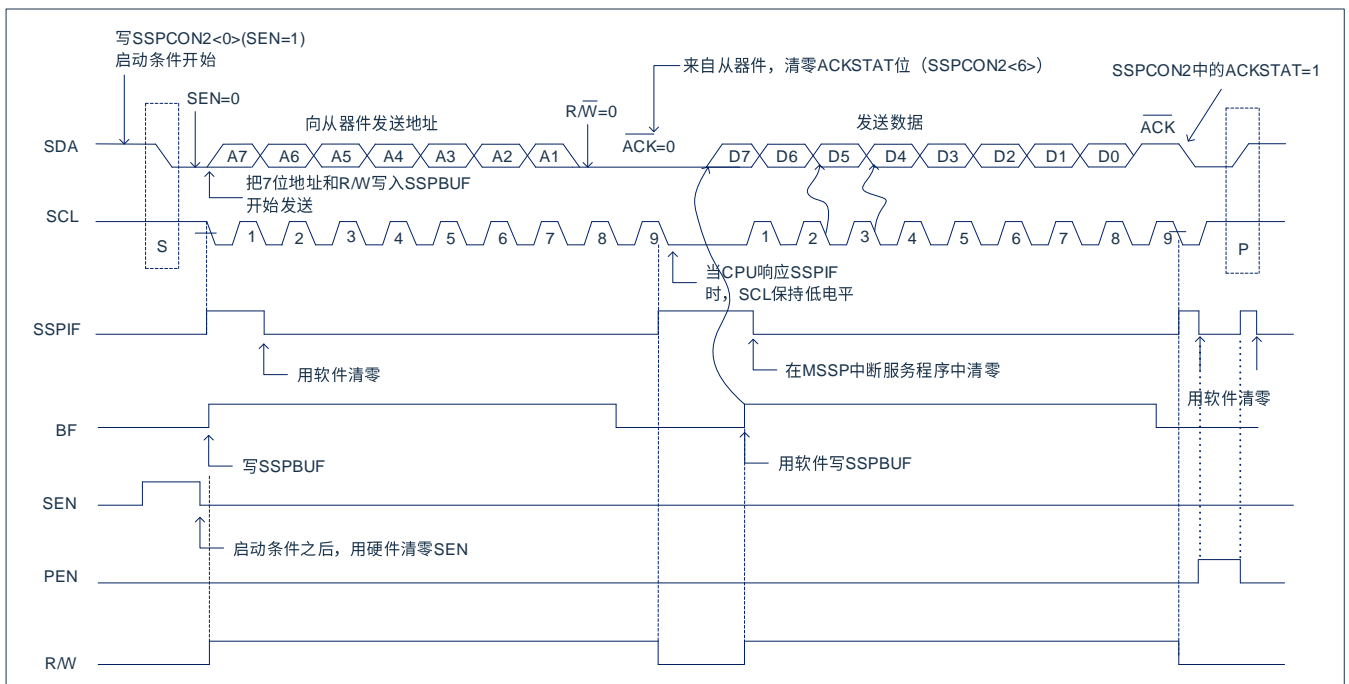 写SSPCON2<0>(SEN=1)
启动条件开始
来自从器件，清零ACKSTAT位（SSPCON2<6>）
SSPCON2中的ACKSTAT=1
SEN=0
R/W=0
向从器件发送地址
发送数据
ACK
ACK=0
SDA
A7 A6 A5 A4 A3 A2 A1
D7 D6 D5 D4 D3 D2 D1 D0
把7位地址和R/W写入SSPBUF
开始发送
SCL
S
1 2 3 4 5 6 7 8 9
1 2 3 4 5 6 7 8 9
P
当CPU响应SSPIF
时，SCL保持低电平
SSPIF
用软件清零
在MSSP中断服务程序中清零
用软件清零
BF
写SSPBUF
用软件写SSPBUF
SEN
启动条件之后，用硬件清零SEN
PEN
R/W